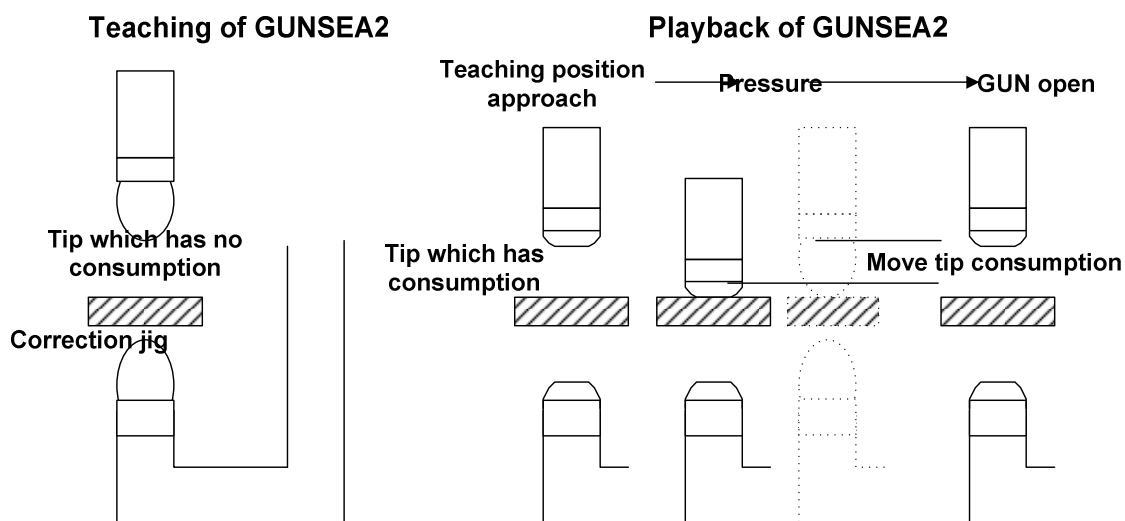 Teaching of GUNSEA2
Tip which has no
consumption
Correction jig
Playback of GUNSEA2
Teaching position
approach
Pressure
GUN open
Tip which has
consumption
Move tip consumption